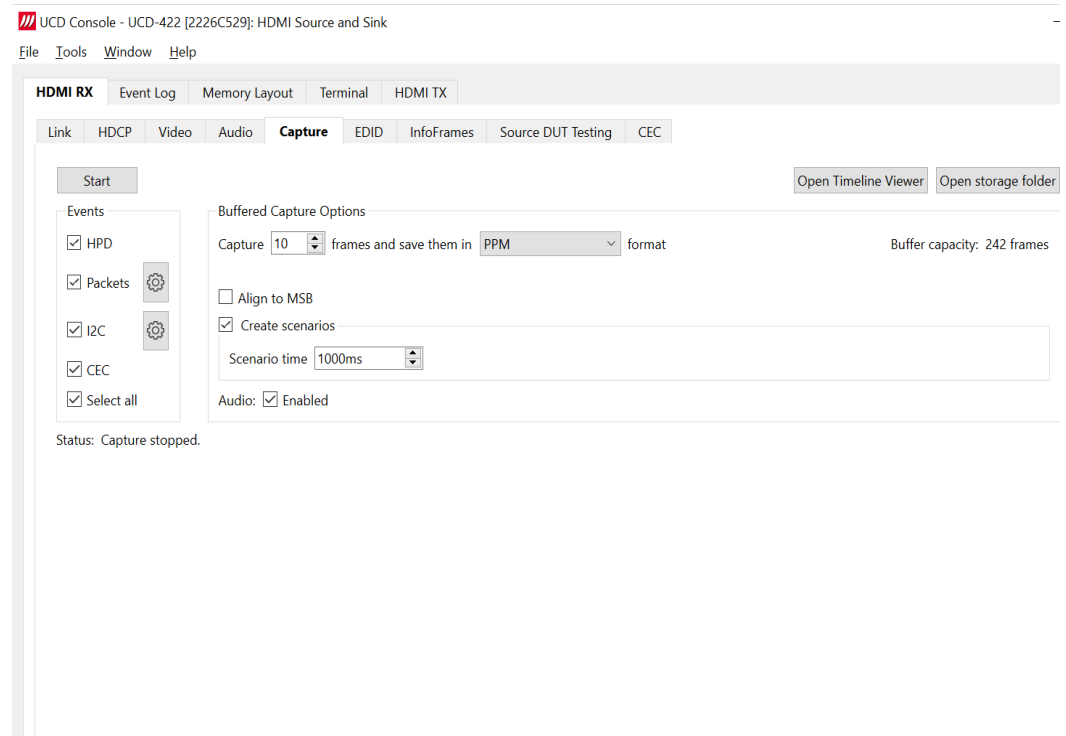 UCD Console - UCD-422 [2226C529]: HDMI Source and Sink
File Tools Window Help
HDMI RX Event Log Memory Layout Terminal HDMI TX
Link HDCP Video Audio Capture EDID InfoFrames Source DUT Testing CEC
Start Open Timeline Viewer Open storage folder
Events Buffered Capture Options
HPD Capture 10 frames and save them in PPM format Buffer capacity: 242 frames
Packets
Align to MSB
I2C Create scenarios
Scenario time 1000ms
CEC
Select all Audio: Enabled
Status: Capture stopped.